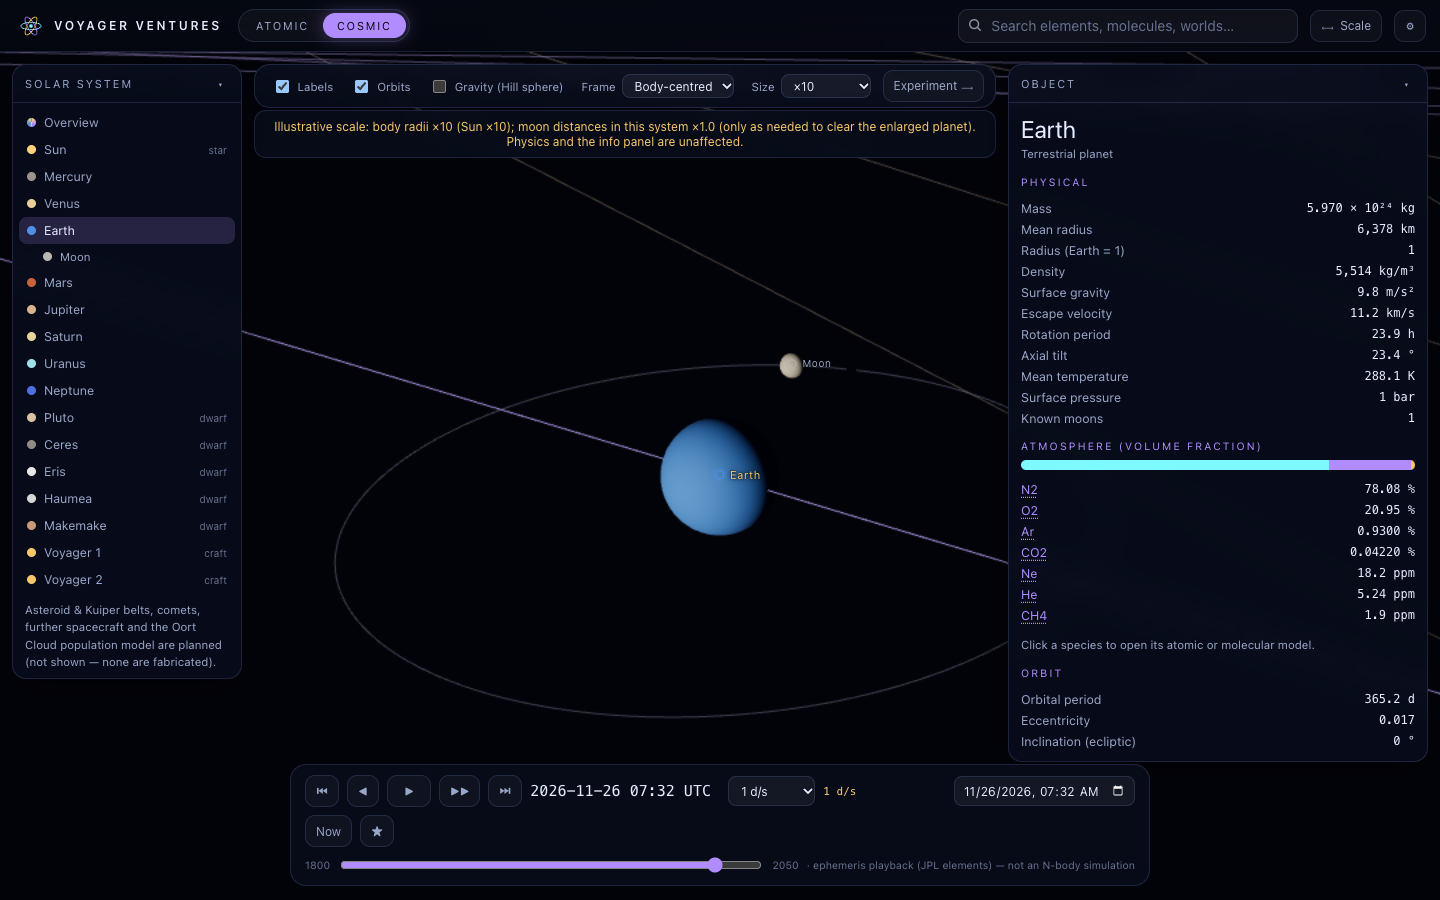 VOYAGER VENTURES
ATOMIC
COSMIC
Search elements, molecules, worlds...
Scale
SOLAR SYSTEM
Overview
Sun star
Mercury
Venus
Earth
Moon
Mars
Jupiter
Saturn
Uranus
Neptune
Pluto dwarf
Ceres dwarf
Eris dwarf
Haumea dwarf
Makemake dwarf
Voyager 1 craft
Voyager 2 craft
Asteroid & Kuiper belts, comets,
further spacecraft and the Oort
Cloud population model are planned
(not shown — none are fabricated).
Labels Orbits Gravity (Hill sphere) Frame Body-centred Size ×10 Experiment
Illustrative scale: body radii ×10 (Sun ×10); moon distances in this system ×1.0 (only as needed to clear the enlarged planet).
Physics and the info panel are unaffected.
Moon
Earth
OBJECT
Earth
Terrestrial planet
PHYSICAL
Mass 5.970 × 10²⁴ kg
Mean radius 6,378 km
Radius (Earth = 1) 1
Density 5,514 kg/m³
Surface gravity 9.8 m/s²
Escape velocity 11.2 km/s
Rotation period 23.9 h
Axial tilt 23.4 °
Mean temperature 288.1 K
Surface pressure 1 bar
Known moons 1
ATMOSPHERE (VOLUME FRACTION)
N2 78.08 %
O2 20.95 %
Ar 0.9300 %
CO2 0.04220 %
Ne 18.2 ppm
He 5.24 ppm
CH4 1.9 ppm
Click a species to open its atomic or molecular model.
ORBIT
Orbital period 365.2 d
Eccentricity 0.017
Inclination (ecliptic) 0 °
2026−11−26 07:32 UTC 1 d/s 1 d/s 11/26/2026, 07:32 AM
Now
1800 2050 · ephemeris playback (JPL elements) — not an N-body simulation